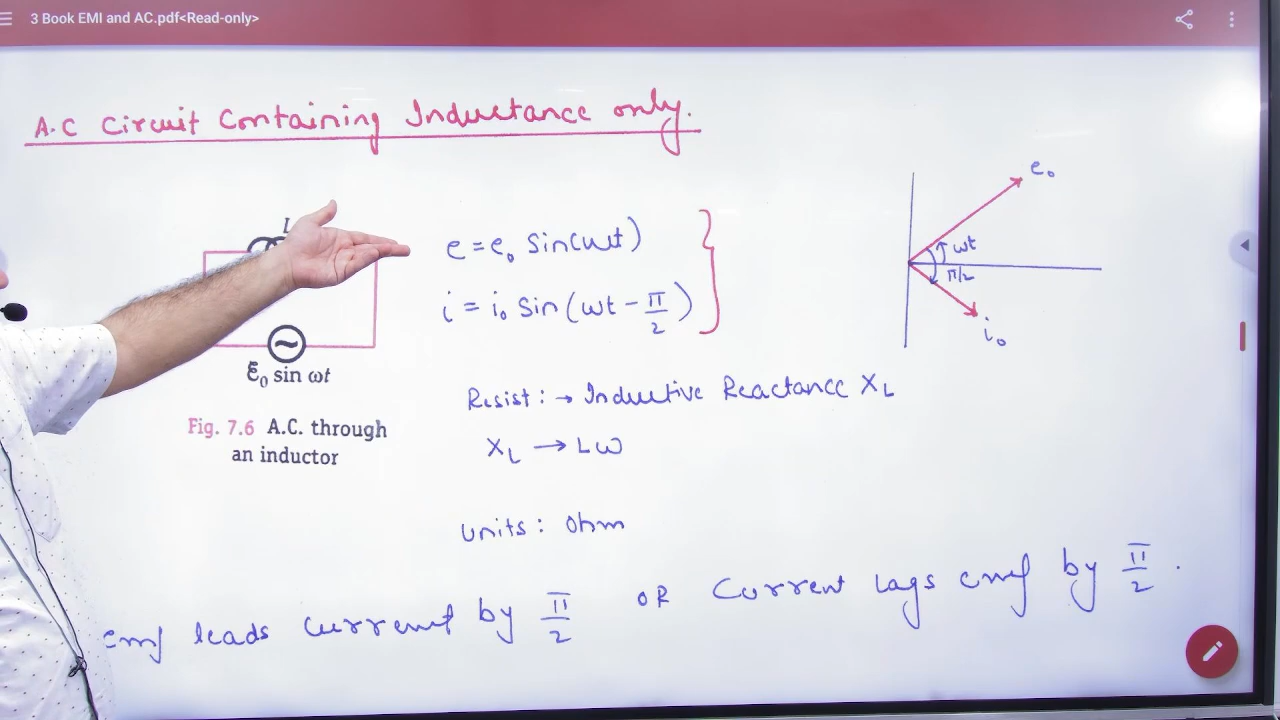 3 Book EMI and AC.pdf<Read-only>
A.C Circuit Containing Inductance only.
L
e = e₀ Sin(ωt)
i = i₀ Sin (ωt - π/2)
ℰ₀ sin ωt
Fig. 7.6 A.C. through
an inductor
e₀
ωt
π/2
i₀
Resist : → Inductive Reactance X_L
X_L → Lω
Units : Ohm
emf leads current by π/2 OR Current lags emf by π/2 .